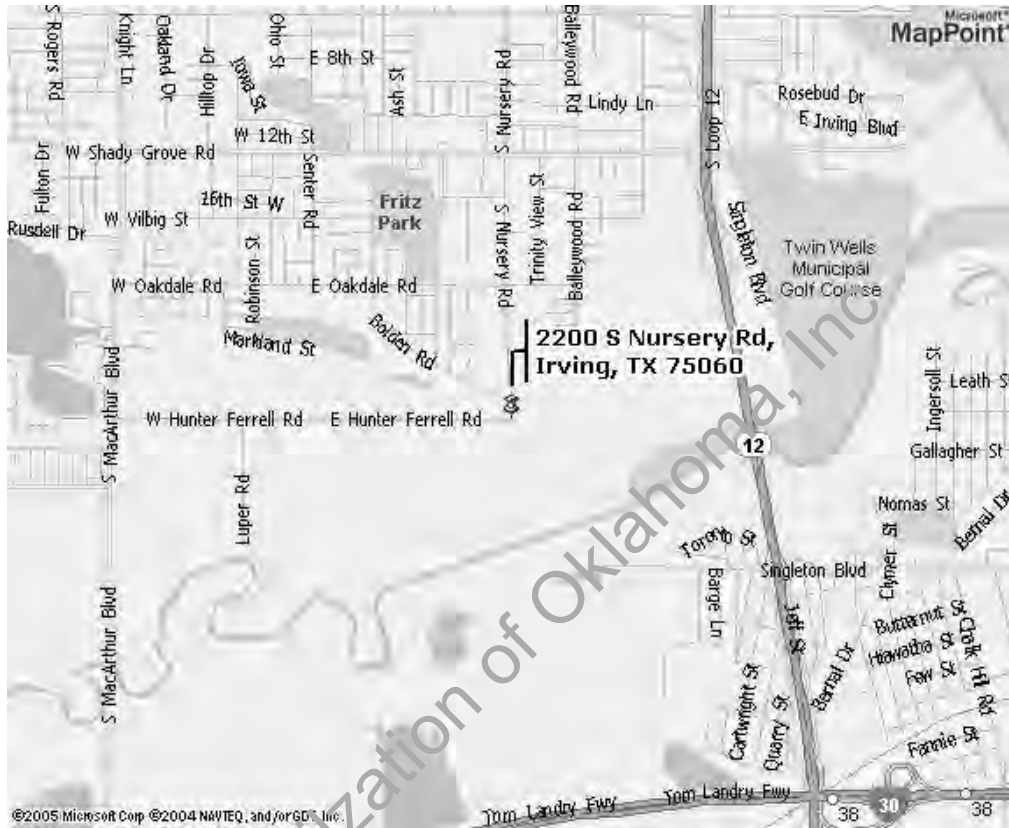 Microsoft
MapPoint
S Rogers Rd
Knight Ln
Oakland Dr
Hilltop Dr
Iowa St
Ohio St
E 8th St
Ash St
S Nursery Rd
Balleywood Rd
Lindy Ln
S Loop 12
Rosebud Dr
E Irving Blvd
W 12th St
W Shady Grove Rd
Fulton Dr
Senter Rd
16th St W
Fritz
Park
W Vilbig St
Rusdell Dr
S Nursery Rd
Trinity View St
Balleywood Rd
Singleton Blvd
Twin Wells
Municipal
Golf Course
W Oakdale Rd
Robinson St
E Oakdale Rd
Markland St
Bolden Rd
2200 S Nursery Rd,
Irving, TX 75060
S MacArthur Blvd
W Hunter Ferrell Rd
E Hunter Ferrell Rd
Ingersoll St
Leath S
12
Gallagher St
Luper Rd
Nomas St
Bernal Dr
Toronto St
Clymer St
Singleton Blvd
Barge Ln
S MacArthur Blvd
Jeff St
Butternut St
Hiawatha St
Few St
Chalk Hill Rd
Bernal Dr
Cartwright St
Quarry St
Fannie St
Tom Landry Fwy
Tom Landry Fwy
38
30
38
©2005 Microsoft Corp ©2004 NAVTEQ, and/or GDT, Inc.
ization of Oklahoma, Inc.